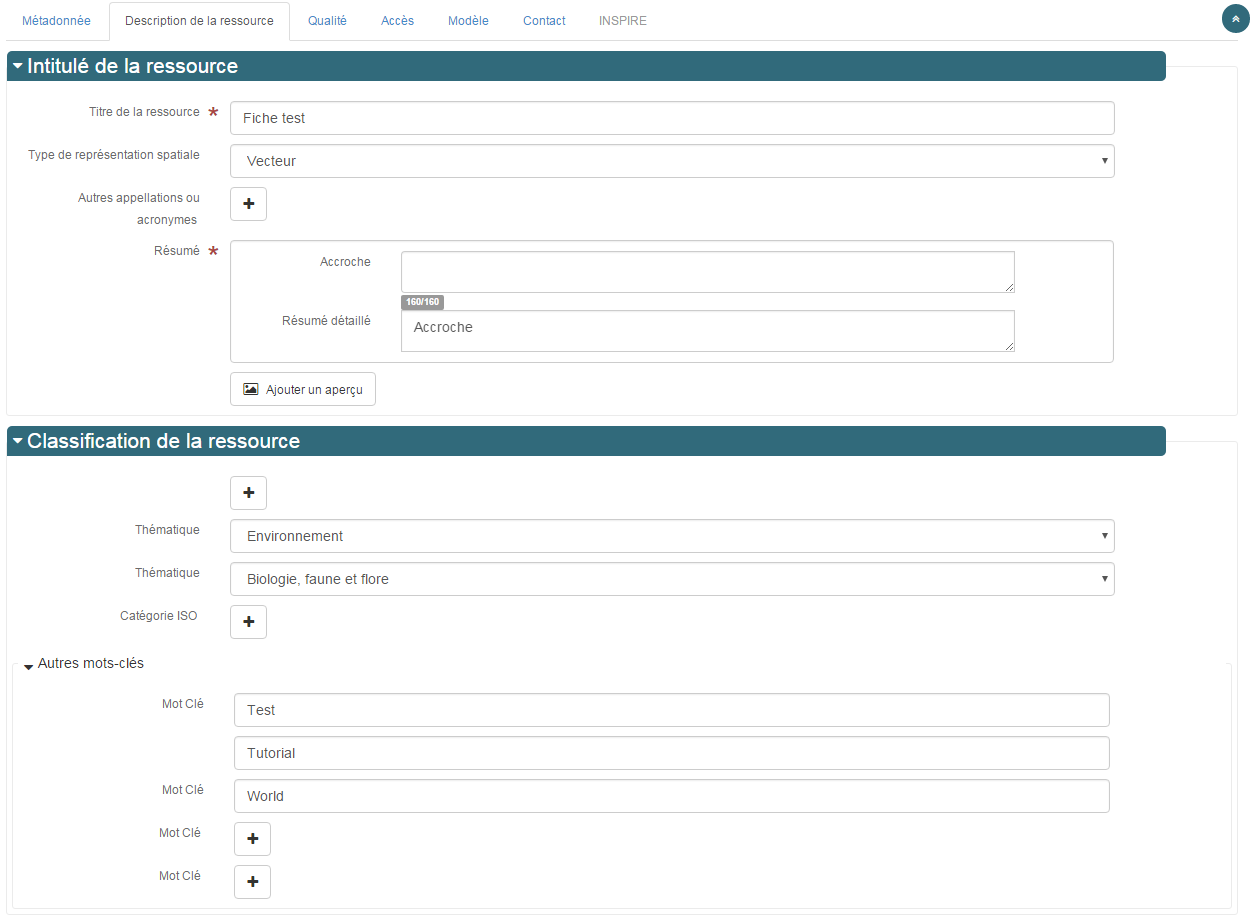 Métadonnée Description de la ressource Qualité Accès Modèle Contact INSPIRE
Intitulé de la ressource
Titre de la ressource * Fiche test
Type de représentation spatiale Vecteur
Autres appellations ou
acronymes
Résumé *
Accroche
160/160
Résumé détaillé Accroche
Ajouter un aperçu
Classification de la ressource
Thématique Environnement
Thématique Biologie, faune et flore
Catégorie ISO
Autres mots-clés
Mot Clé Test
Tutorial
Mot Clé World
Mot Clé
Mot Clé